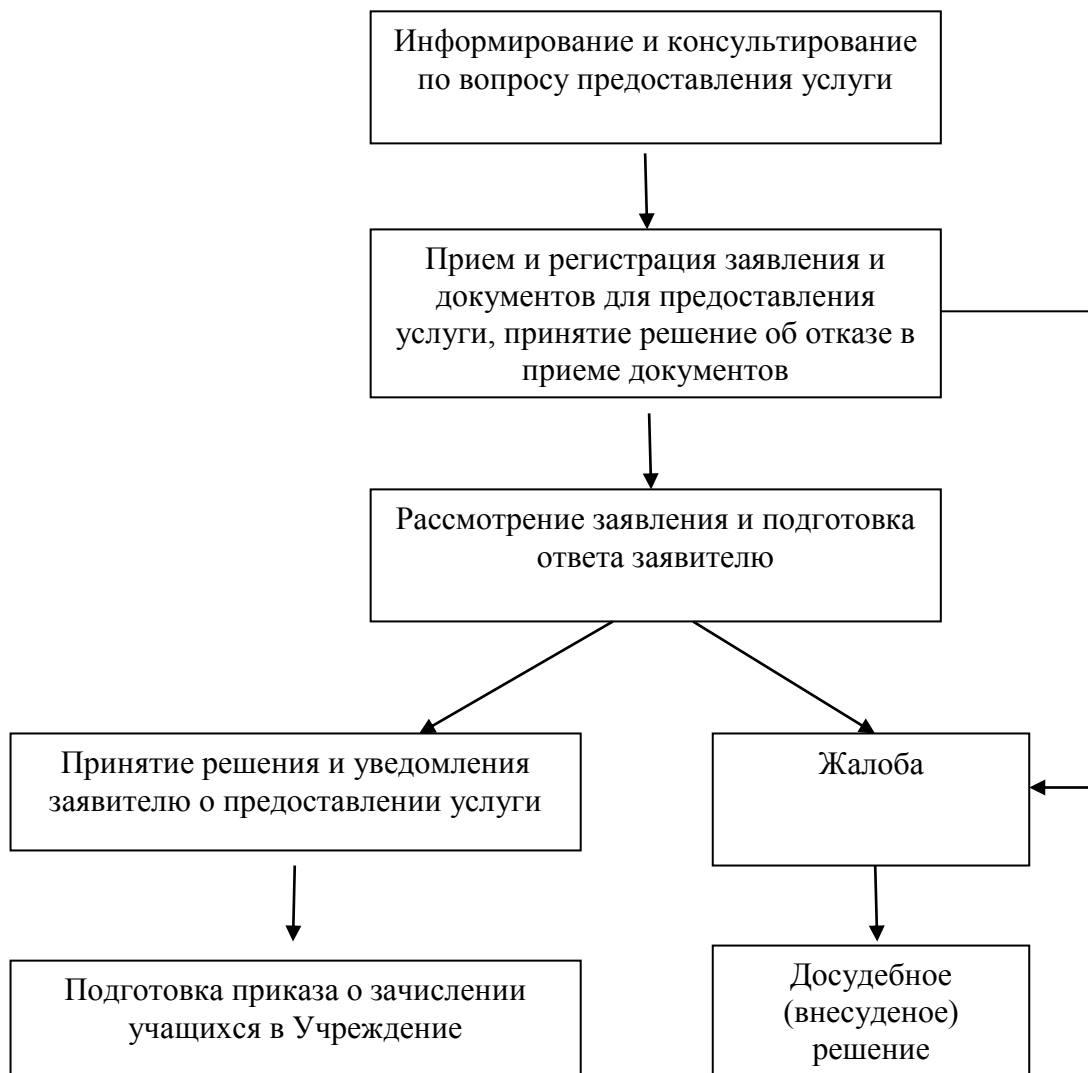 Информирование и консультирование
по вопросу предоставления услуги
Прием и регистрация заявления и
документов для предоставления
услуги, принятие решение об отказе в
приеме документов
Рассмотрение заявления и подготовка
ответа заявителю
Принятие решения и уведомления
заявителю о предоставлении услуги
Жалоба
Подготовка приказа о зачислении
учащихся в Учреждение
Досудебное
(внесуденое)
решение